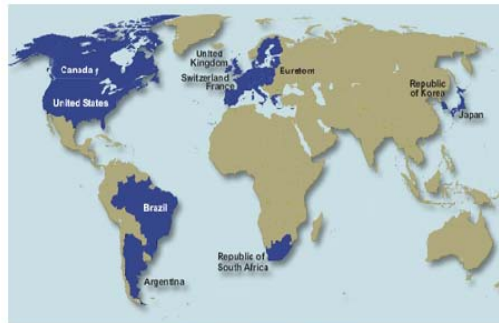 Canada
United States
United
Kingdom
Switzerland
France
Euratom
Republic
of Korea
Japan
Brazil
Argentina
Republic of
South Africa